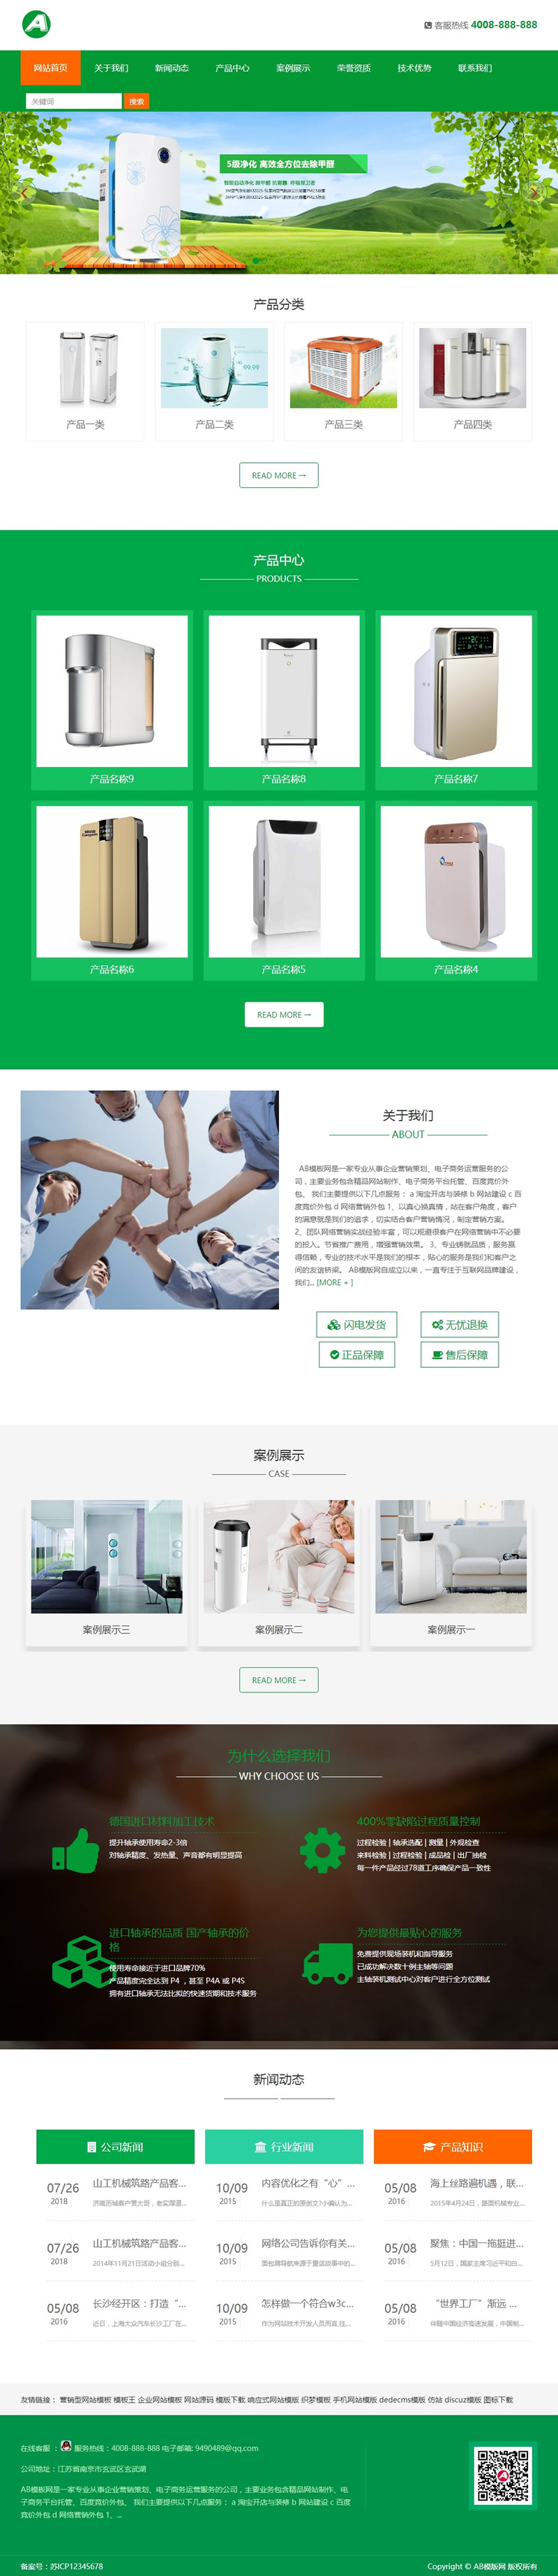 A
客服热线 4008-888-888
网站首页 关于我们 新闻动态 产品中心 案例展示 荣誉资质 技术优势 联系我们
关键词 搜索
5级净化 高效全方位去除甲醛
产品分类
产品一类 产品二类 产品三类 产品四类
READ MORE →
产品中心
PRODUCTS
产品名称9 产品名称8 产品名称7
产品名称6 产品名称5 产品名称4
READ MORE →
关于我们
ABOUT
AB模板网是一家专业从事企业营销策划、电子商务运营服务的公
司，主要业务包含精品网站制作、电子商务平台托管、百度竞价外
包、 我们主要提供以下几点服务： a 淘宝开店与装修 b 网站建设 c 百
度竞价外包 d 网络营销外包 1、以真心换真情，站在客户角度，客户
的满意就是我们的追求，切实结合客户营销情况，制定营销方案。
2、团队网络营销实战经验丰富，可以规避很客户在网络营销中不必要
的投入。节省推广费用，增强营销效果。 3、专业铸就品质，服务赢
得信赖，专业的技术水平是我们的根本，贴心的服务是我们和客户之
间的友谊桥梁。 AB模版网自成立以来，一直专注于互联网品牌建设，
我们... [MORE + ]
闪电发货 无忧退换
正品保障 售后保障
案例展示
CASE
案例展示三 案例展示二 案例展示一
READ MORE →
为什么选择我们
WHY CHOOSE US
德国进口材料加工技术
提升轴承使用寿命2-3倍
对轴承精度、发热量、声音都有明显提高
400%零缺陷过程质量控制
过程检验 | 轴承选配 | 测量 | 外观检查
来料检验 | 过程检验 | 成品检 | 出厂抽检
每一件产品经过78道工序确保产品一致性
进口轴承的品质 国产轴承的价
格
使用寿命接近于进口品牌70%
产品精度完全达到 P4 ，甚至 P4A 或 P4S
拥有进口轴承无法比拟的快速货期和技术服务
为您提供最贴心的服务
免费提供现场装机和指导服务
已成功解决数十例主轴等问题
主轴装机测试中心对客户进行全方位测试
新闻动态
公司新闻 行业新闻 产品知识
07/26 2018 山工机械筑路产品客...
10/09 2015 内容优化之有“心”...
什么是真正的原创文?小编认为...
05/08 2016 海上丝路遍机遇，联...
2015年4月24日，路面机械专业...
07/26 2018 山工机械筑路产品客...
2014年11月21日活动小组分别...
10/09 2015 网络公司告诉你有关...
面包屑导航来源于童话故事中的...
05/08 2016 聚焦：中国一拖挺进...
5月12日，国家主席习近平和白...
05/08 2016 长沙经开区：打造“...
近日，上海大众汽车长沙工厂在...
10/09 2015 怎样做一个符合w3c...
作为网站技术开发人员而言,往...
05/08 2016 “世界工厂”渐远 ...
伴随中国经济高速发展，中国制...
友情链接： 营销型网站模板 模板王 企业网站模板 网站源码 模版下载 响应式网站模版 织梦模板 手机网站模版 dedecms模版 仿站 discuz模版 图标下载
在线客服 ： 服务热线：4008-888-888 电子邮箱: 9490489@qq.com
公司地址：江苏省南京市玄武区玄武湖
AB模板网是一家专业从事企业营销策划、电子商务运营服务的公司，主要业务包含精品网站制作、电
子商务平台托管、百度竞价外包、 我们主要提供以下几点服务： a 淘宝开店与装修 b 网站建设 c 百度
竞价外包 d 网络营销外包 1、...
备案号：苏ICP12345678
Copyright © AB模版网 版权所有